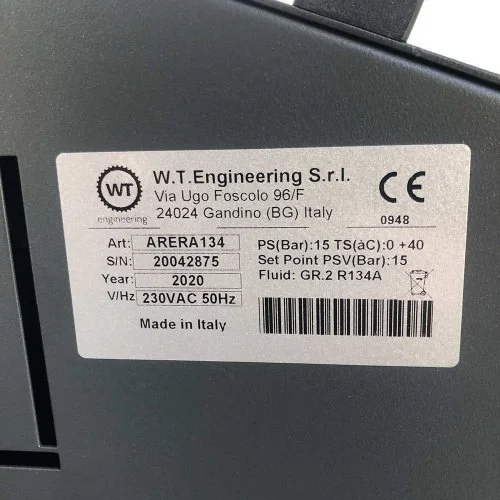 WT
engineering
W.T.Engineering S.r.l.
Via Ugo Foscolo 96/F
24024 Gandino (BG) Italy
CE
0948
Art: ARERA134
S/N: 20042875
Year: 2020
V/Hz 230VAC 50Hz
Made in Italy
PS(Bar):15 TS(àC):0 +40
Set Point PSV(Bar):15
Fluid: GR.2 R134A